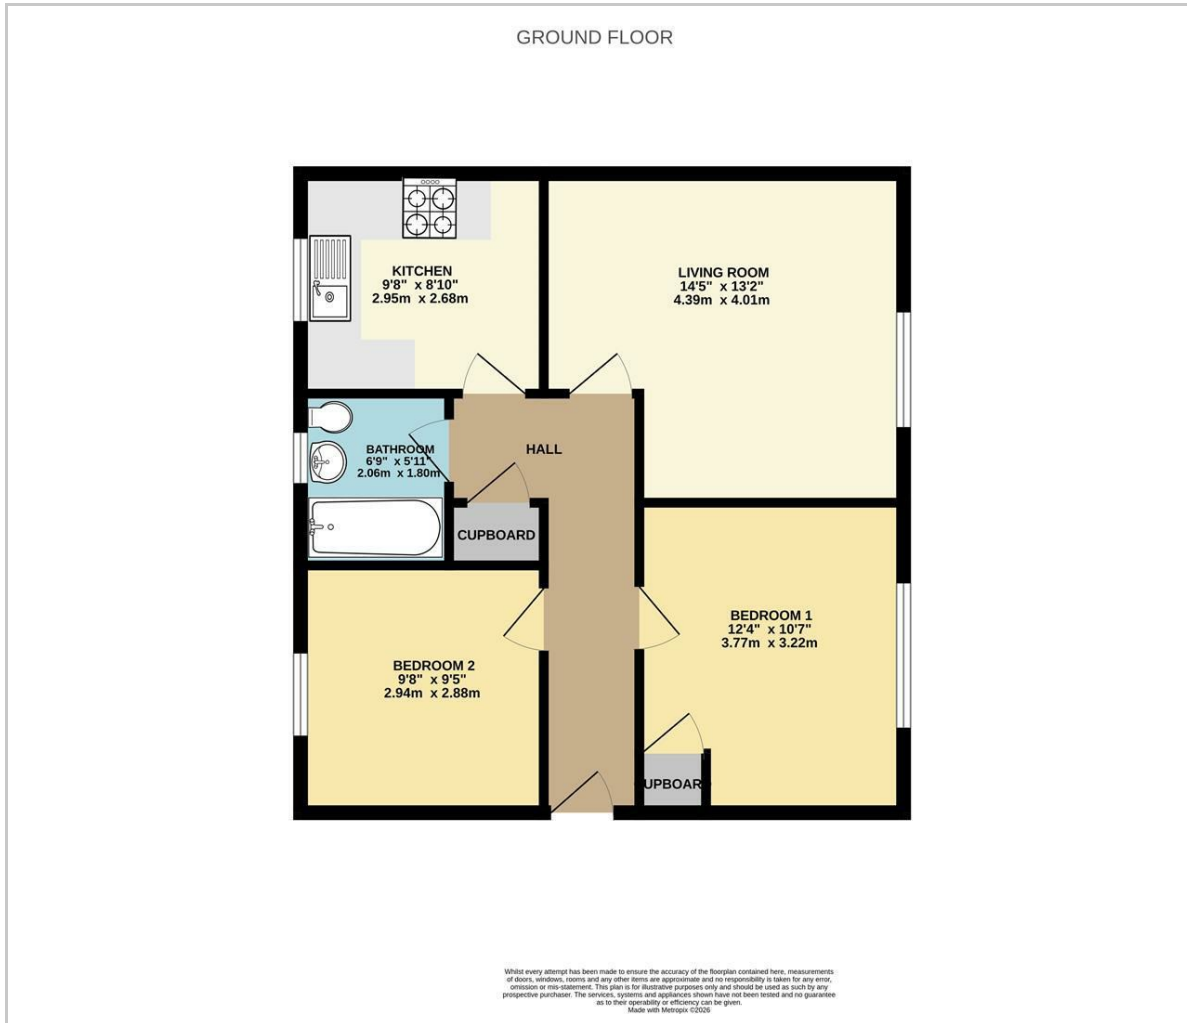 GROUND FLOOR
KITCHEN
9'8" x 8'10"
2.95m x 2.68m
LIVING ROOM
14'5" x 13'2"
4.39m x 4.01m
BATHROOM
6'9" x 5'11"
2.06m x 1.80m
HALL
CUPBOARD
BEDROOM 1
12'4" x 10'7"
3.77m x 3.22m
BEDROOM 2
9'8" x 9'5"
2.94m x 2.88m
CUPBOARD
Whilst every attempt has been made to ensure the accuracy of the floorplan contained here, measurements
of doors, windows, rooms and any other items are approximate and no responsibility is taken for any error,
omission or mis-statement. This plan is for illustrative purposes only and should be used as such by any
prospective purchaser. The services, systems and appliances shown have not been tested and no guarantee
as to their operability or efficiency can be given.
Made with Metropix ©2026